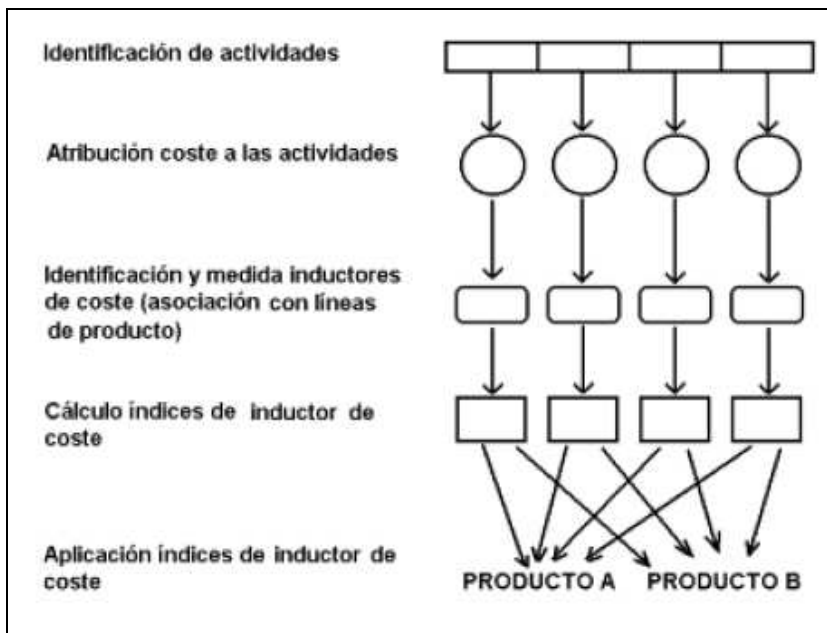 Identificación de actividades
Atribución coste a las actividades
Identificación y medida inductores
de coste (asociación con líneas
de producto)
Cálculo índices de inductor de
coste
Aplicación índices de inductor de
coste
PRODUCTO A PRODUCTO B